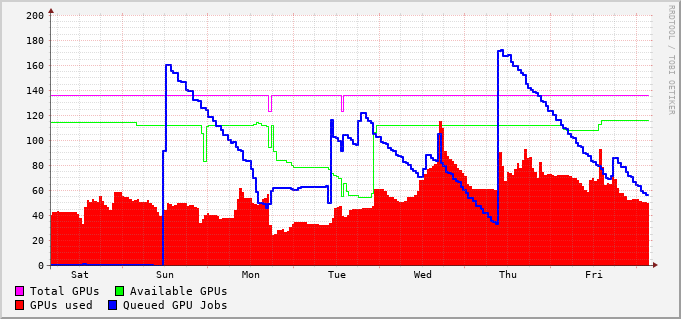 200
180
160
140
120
100
80
60
40
20
0
Sat Sun Mon Tue Wed Thu Fri
Total GPUs Available GPUs
GPUs used Queued GPU Jobs
RRDTOOL / TOBI OETIKER